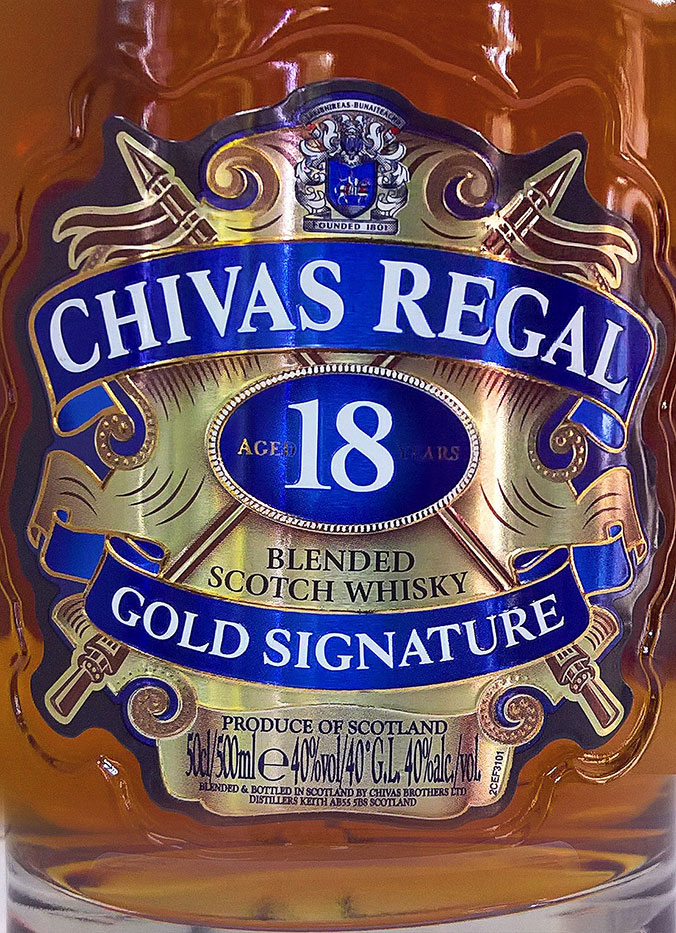 FOUNDED 1801
CHIVAS REGAL
AGED 18 YEARS
BLENDED
SCOTCH WHISKY
GOLD SIGNATURE
PRODUCE OF SCOTLAND
50cl/500ml e 40%vol/40°G.L. 40%alc./vol.
BLENDED & BOTTLED IN SCOTLAND BY CHIVAS BROTHERS LTD
DISTILLERS KEITH AB55 5BS SCOTLAND
2CEF3101